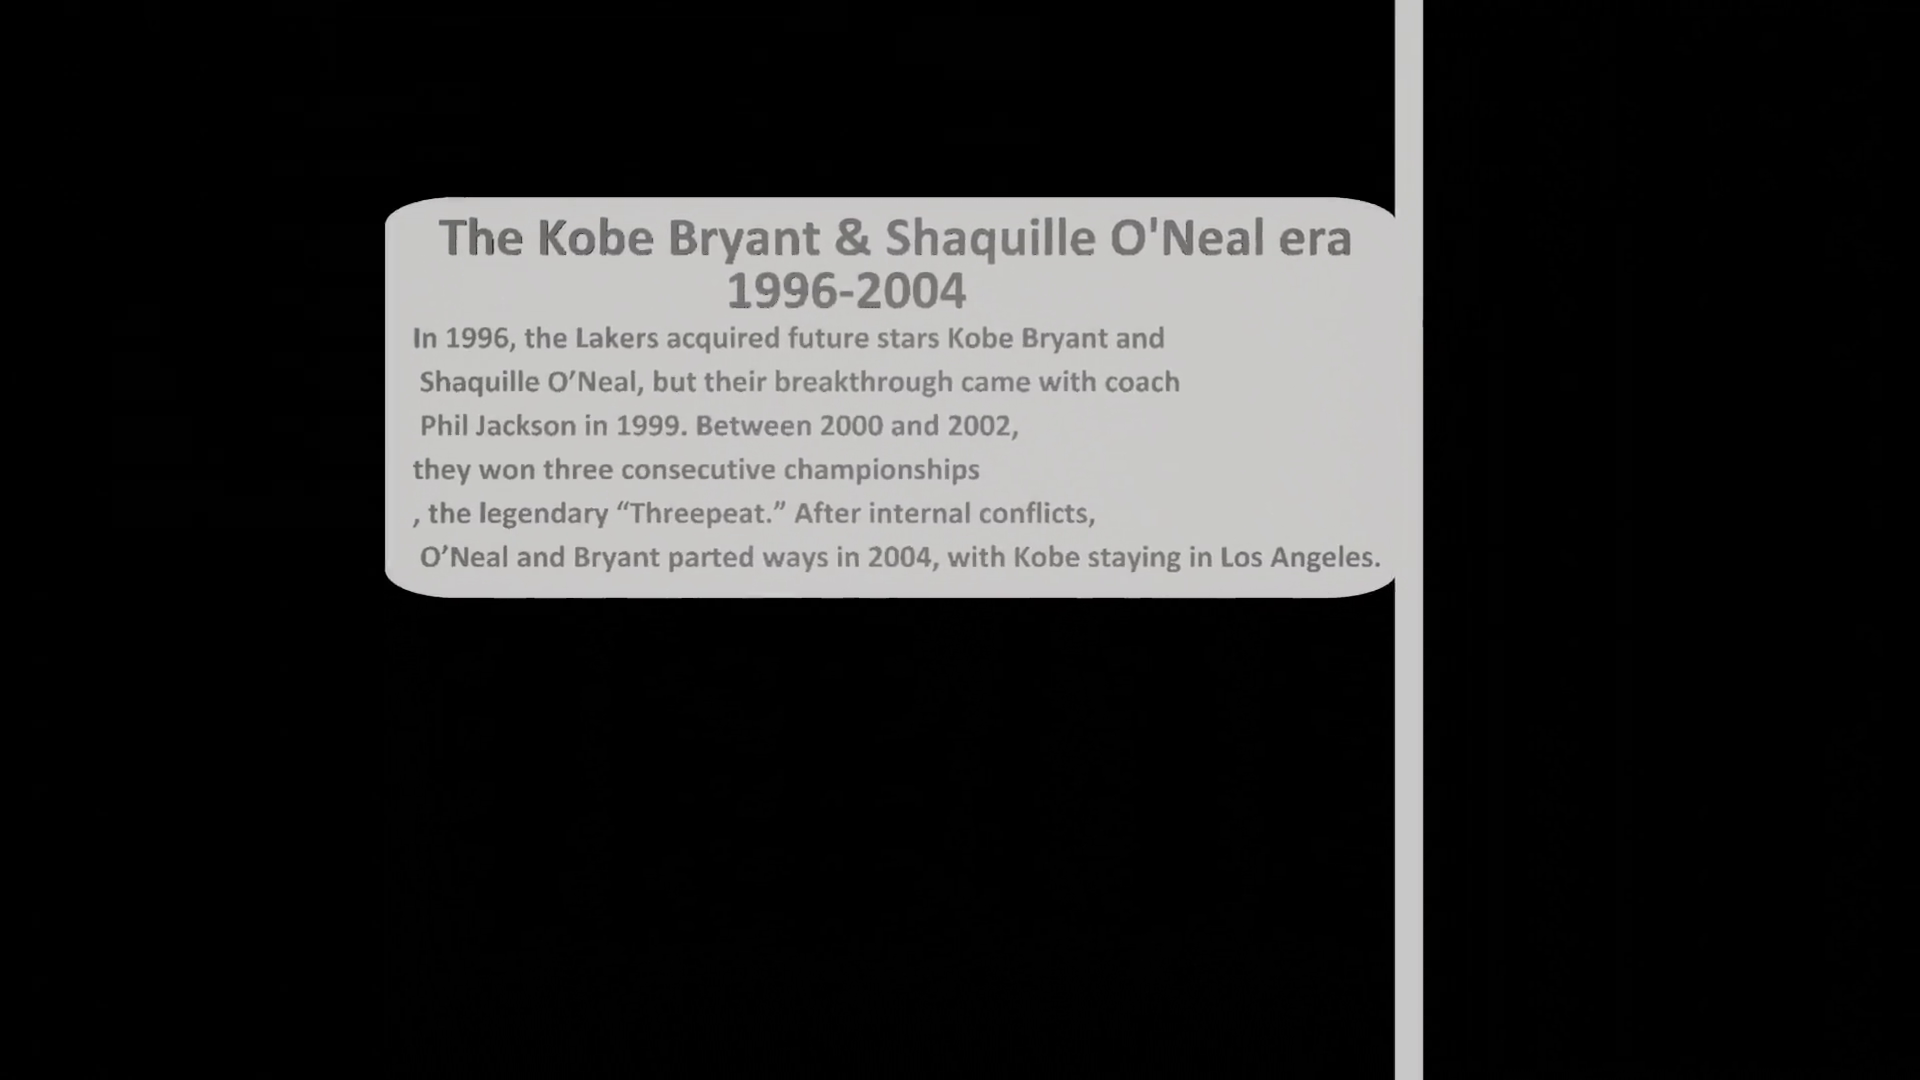 The Kobe Bryant & Shaquille O'Neal era
1996-2004
In 1996, the Lakers acquired future stars Kobe Bryant and
Shaquille O’Neal, but their breakthrough came with coach
Phil Jackson in 1999. Between 2000 and 2002,
they won three consecutive championships
, the legendary “Threepeat.” After internal conflicts,
O’Neal and Bryant parted ways in 2004, with Kobe staying in Los Angeles.